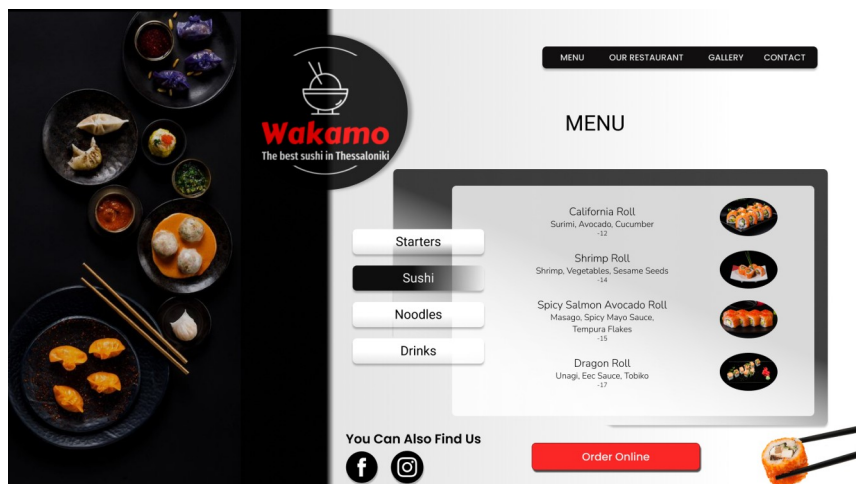 MENU OUR RESTAURANT GALLERY CONTACT
Wakamo
The best sushi in Thessaloniki
MENU
Starters
Sushi
Noodles
Drinks
California Roll
Surimi, Avocado, Cucumber
-12
Shrimp Roll
Shrimp, Vegetables, Sesame Seeds
-14
Spicy Salmon Avocado Roll
Masago, Spicy Mayo Sauce,
Tempura Flakes
-15
Dragon Roll
Unagi, Eec Sauce, Tobiko
-17
You Can Also Find Us
Order Online